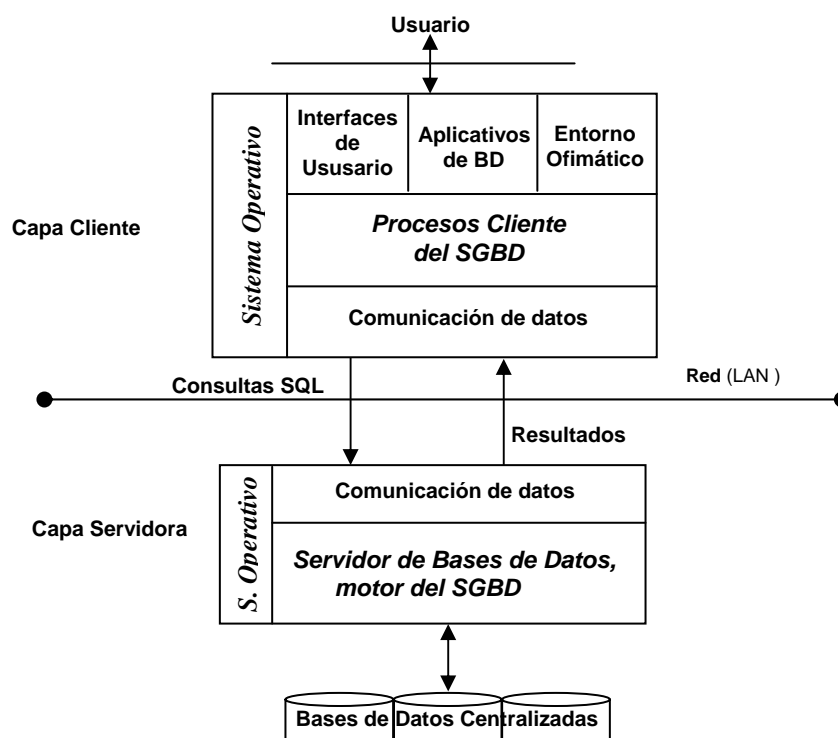 Usuario
Sistema Operativo
Interfaces
de
Ususario
Aplicativos
de BD
Entorno
Ofimático
Capa Cliente
Procesos Cliente
del SGBD
Comunicación de datos
Consultas SQL
Red (LAN )
Resultados
Capa Servidora
S. Operativo
Comunicación de datos
Servidor de Bases de Datos,
motor del SGBD
Bases de Datos Centralizadas